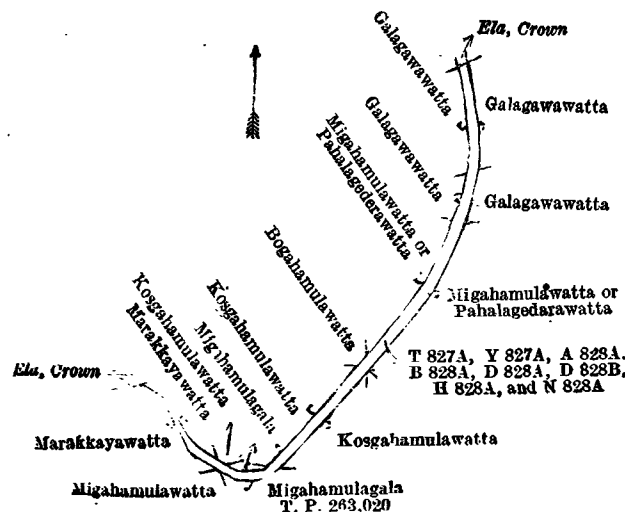 Ela, Crown
Galagawawatta
Galagawawatta
Galagawawatta
Migahamulawatta or
Pahalagederawatta
Galagawawatta
Bogahamulawatta
Migahamulawatta or
Pahalagedarawatta
T 827A, Y 827A, A 828A,
B 828A, D 828A, D 828B,
H 828A, and N 828A
Kosgahamulawatta
Migahamulagala
Kosgahamulawatta
Marakkayawatta
Ela, Crown
Marakkayawatta
Kosgahamulawatta
Migahamulawatta
Migahamulagala
T. P. 263,020